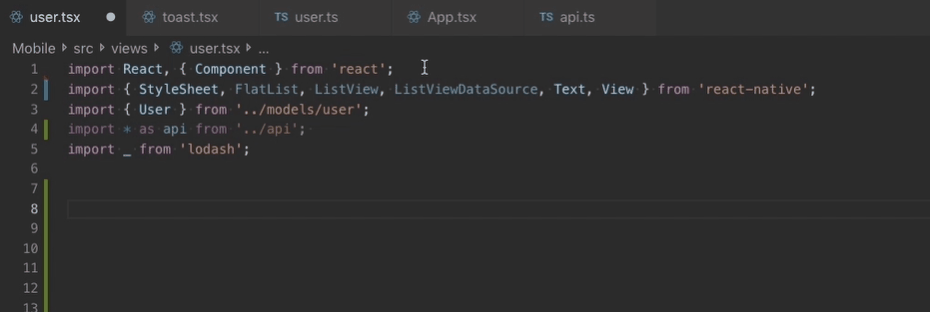 user.tsx toast.tsx TS user.ts App.tsx TS api.ts
Mobile src views user.tsx ...
1 import React, { Component } from 'react';
2 import { StyleSheet, FlatList, ListView, ListViewDataSource, Text, View } from 'react-native';
3 import { User } from '../models/user';
4 import * as api from '../api';
5 import _ from 'lodash';
6
7
8
9
10
11
12
13